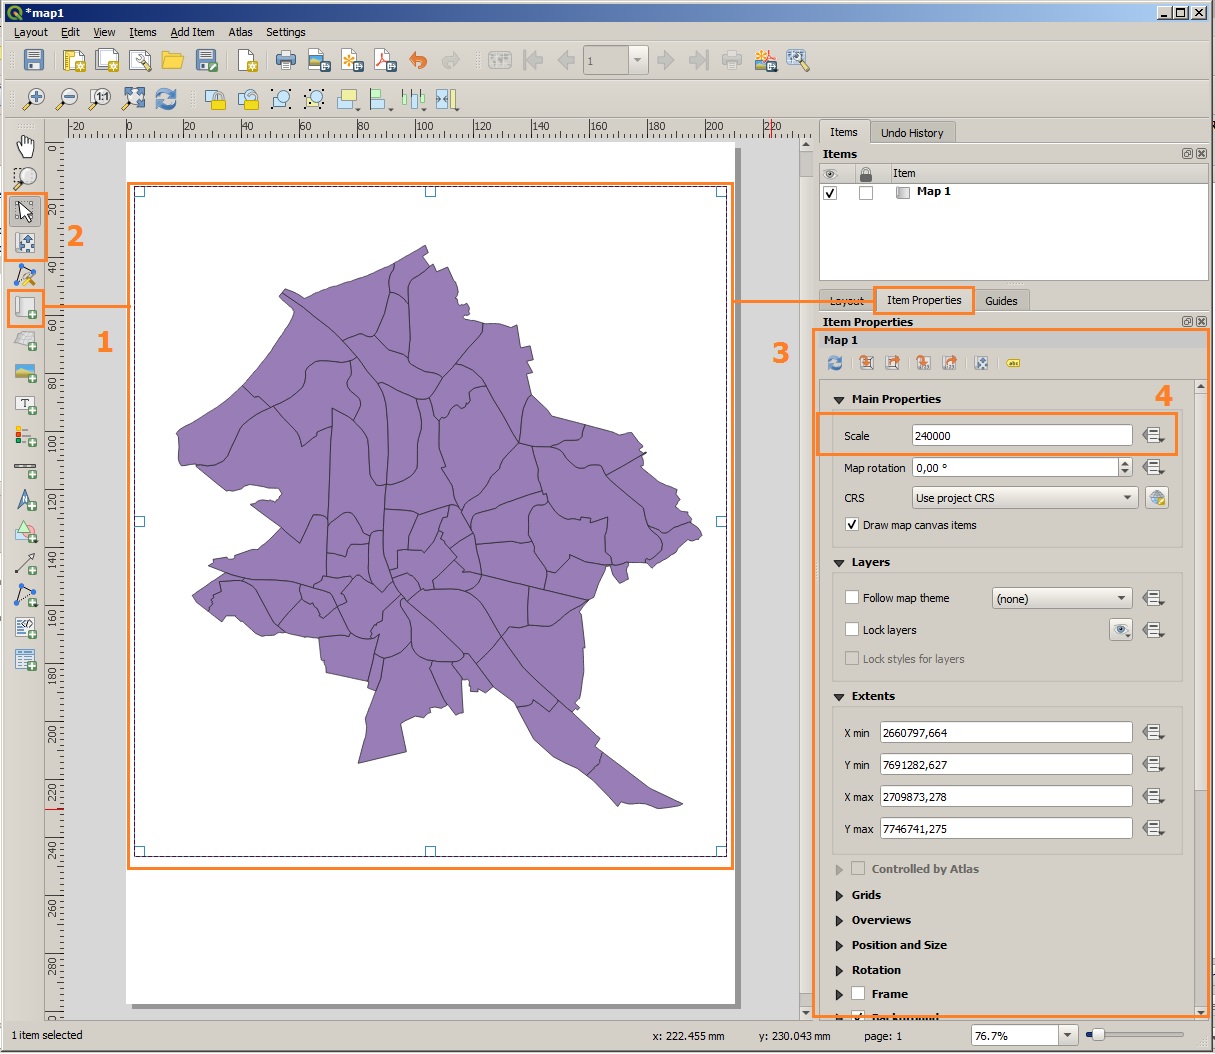 *map1
Layout Edit View Items Add Item Atlas Settings
1
1:1
-20 0 20 40 60 80 100 120 140 160 180 200 220
0
20
40
60
80
100
120
140
160
180
200
220
240
260
280
1
2
3
4
T
N
Items Undo History
Items
Item
Map 1
Layout Item Properties Guides
Item Properties
Map 1
abc
Main Properties
Scale 240000
Map rotation 0,00 °
CRS Use project CRS
Draw map canvas items
Layers
Follow map theme (none)
Lock layers
Lock styles for layers
Extents
X min 2660797,664
Y min 7691282,627
X max 2709873,278
Y max 7746741,275
Controlled by Atlas
Grids
Overviews
Position and Size
Rotation
Frame
Background
1 item selected
x: 222.455 mm y: 230.043 mm page: 1 76.7%